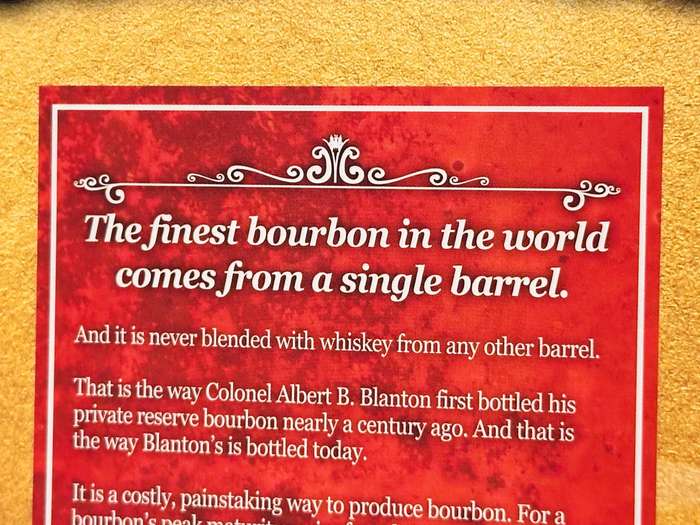 The finest bourbon in the world
comes from a single barrel.
And it is never blended with whiskey from any other barrel.
That is the way Colonel Albert B. Blanton first bottled his
private reserve bourbon nearly a century ago. And that is
the way Blanton's is bottled today.
It is a costly, painstaking way to produce bourbon. For a
bourbon's peak